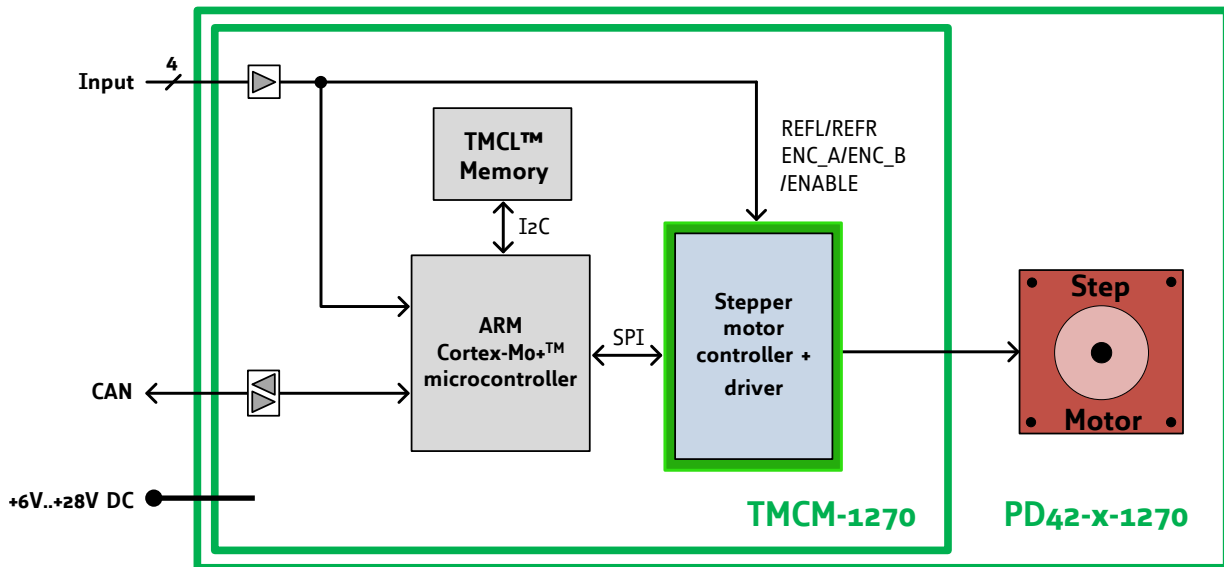 Input
4
TMCL™
Memory
REFL/REFR
ENC_A/ENC_B
/ENABLE
I2C
ARM
Cortex-M0+™
microcontroller
SPI
Stepper
motor
controller +
driver
Step
Motor
CAN
+6V..+28V DC
TMCM-1270
PD42-x-1270